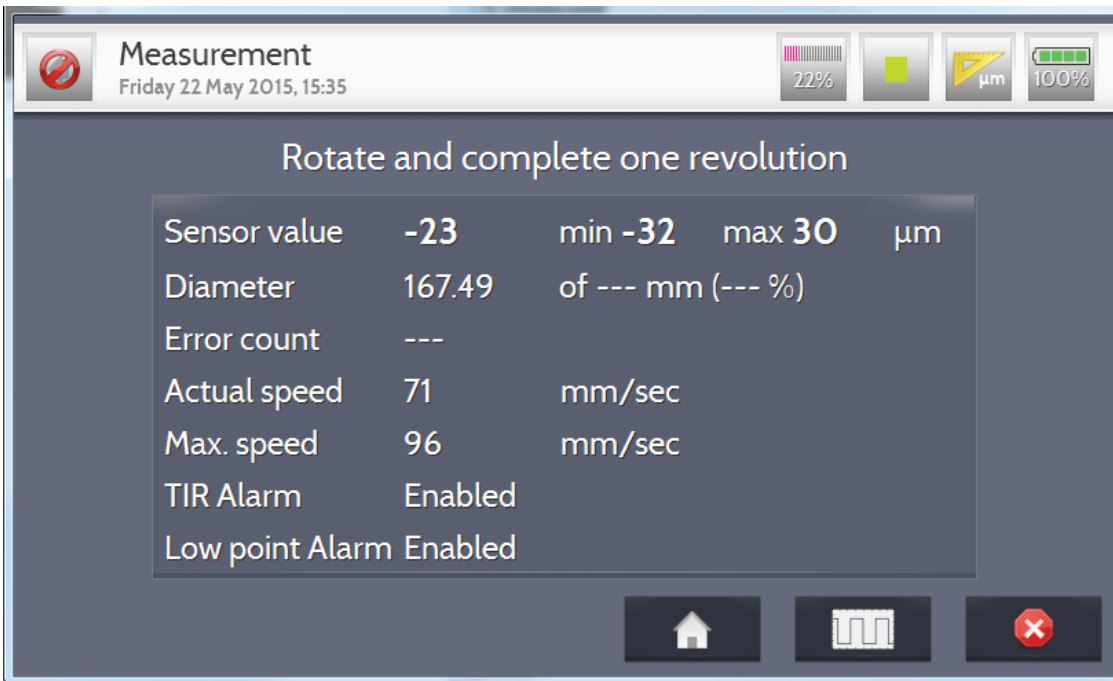 Measurement
Friday 22 May 2015, 15:35
22%
µm
100%
Rotate and complete one revolution
Sensor value -23 min -32 max 30 µm
Diameter 167.49 of --- mm (--- %)
Error count ---
Actual speed 71 mm/sec
Max. speed 96 mm/sec
TIR Alarm Enabled
Low point Alarm Enabled